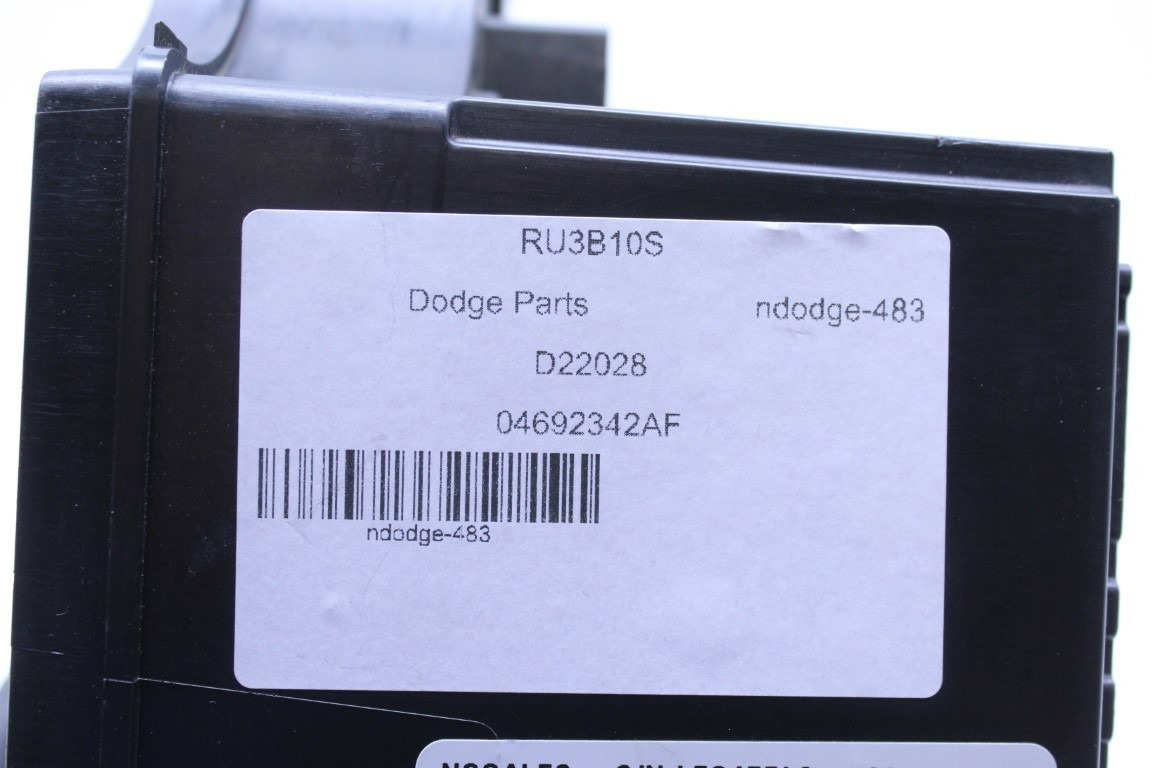 RU3B10S
Dodge Parts ndodge-483
D22028
04692342AF
ndodge-483